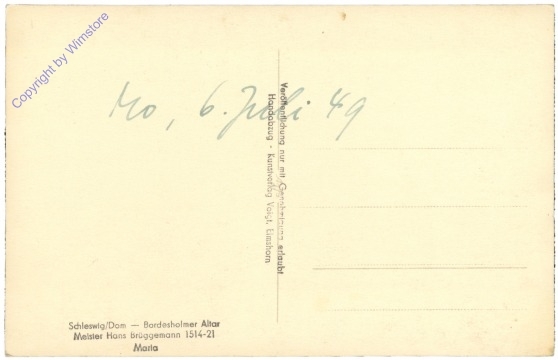 Copyright by Wimstore
Mo, 6. Juli 49
Veröffentlichung nur mit Genehmigung erlaubt
Handabzug - Kunstverlag Voigt, Elmshorn
Schleswig/Dom — Bordesholmer Altar
Meister Hans Brüggemann 1514-21
Maria